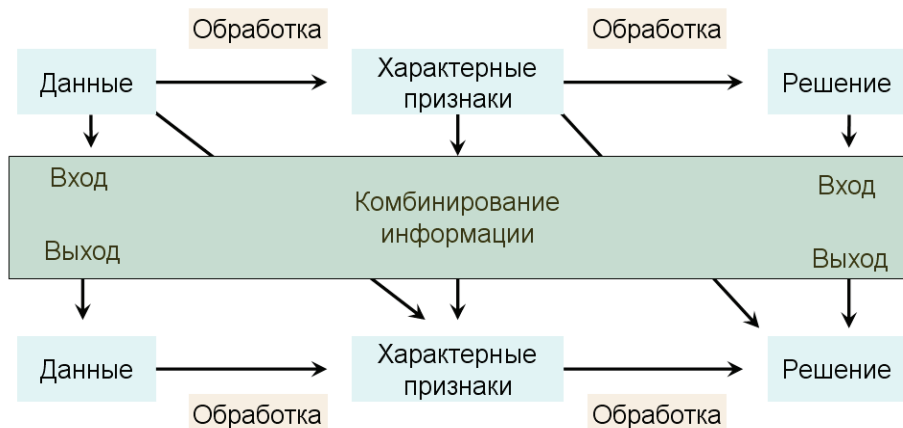 Обработка
Обработка
Данные
Характерные
признаки
Решение
Вход
Вход
Комбинирование
информации
Выход
Выход
Данные
Характерные
признаки
Решение
Обработка
Обработка